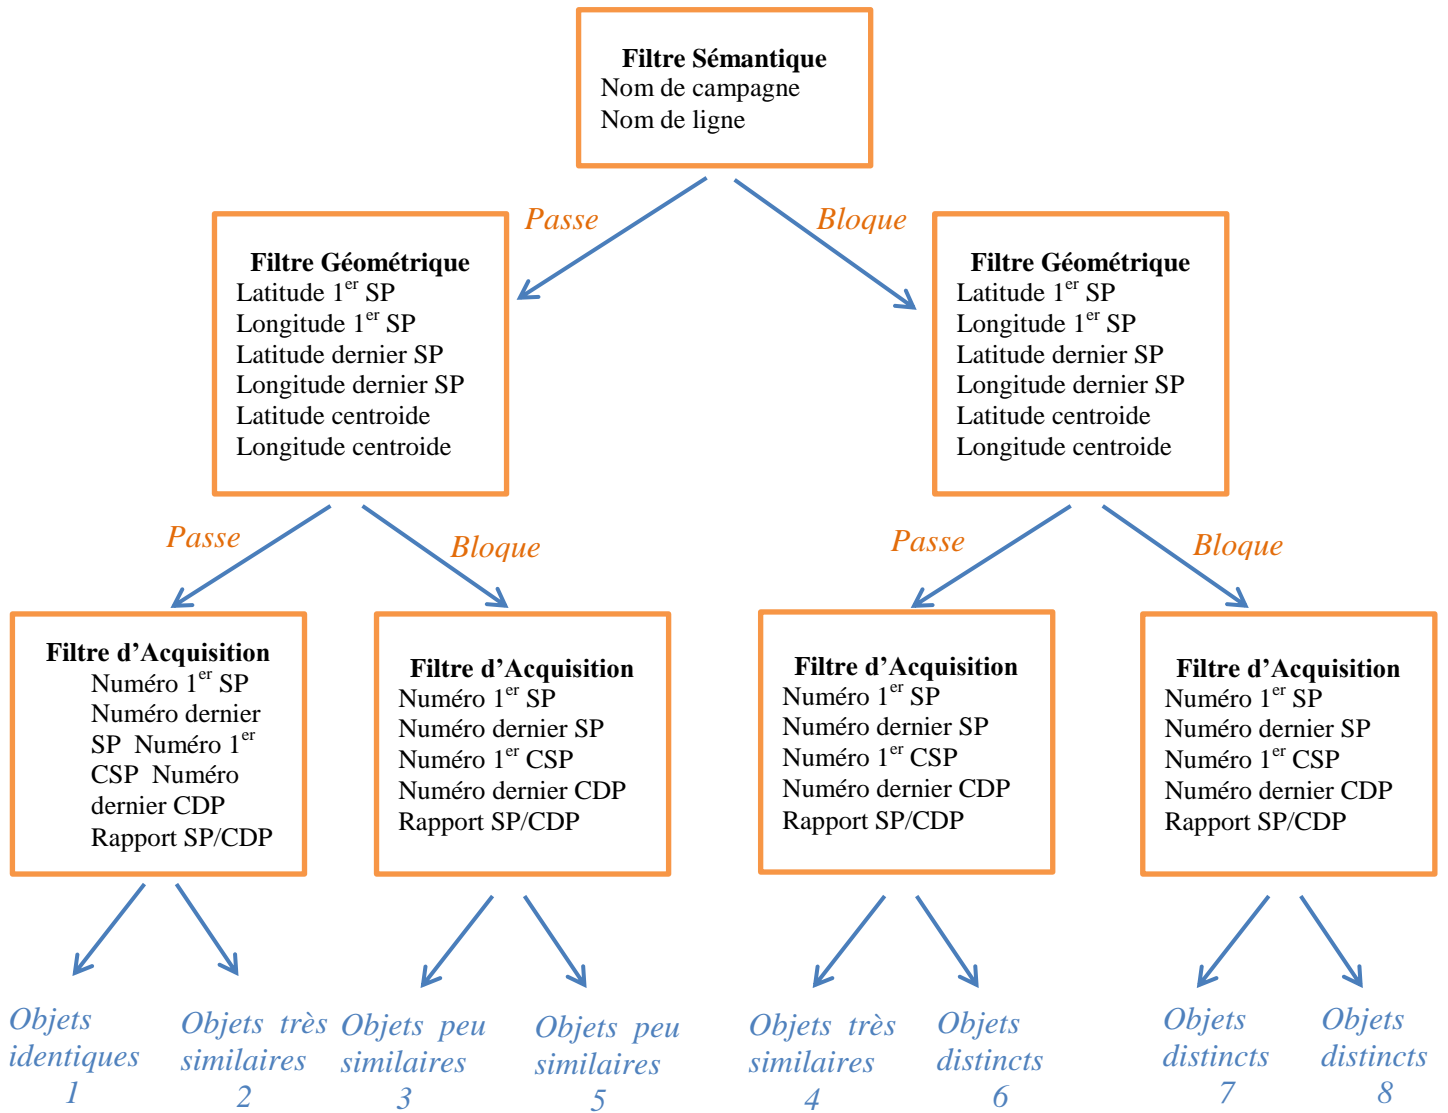 Filtre Sémantique
Nom de campagne
Nom de ligne
Passe
Bloque
Filtre Géométrique
Latitude 1er SP
Longitude 1er SP
Latitude dernier SP
Longitude dernier SP
Latitude centroide
Longitude centroide
Filtre Géométrique
Latitude 1er SP
Longitude 1er SP
Latitude dernier SP
Longitude dernier SP
Latitude centroide
Longitude centroide
Passe
Bloque
Passe
Bloque
Filtre d’Acquisition
Numéro 1er SP
Numéro dernier
SP Numéro 1er
CSP Numéro
dernier CDP
Rapport SP/CDP
Filtre d’Acquisition
Numéro 1er SP
Numéro dernier SP
Numéro 1er CSP
Numéro dernier CDP
Rapport SP/CDP
Filtre d’Acquisition
Numéro 1er SP
Numéro dernier SP
Numéro 1er CSP
Numéro dernier CDP
Rapport SP/CDP
Filtre d’Acquisition
Numéro 1er SP
Numéro dernier SP
Numéro 1er CSP
Numéro dernier CDP
Rapport SP/CDP
Objets
identiques
1
Objets très
similaires
2
Objets peu
similaires
3
Objets peu
similaires
5
Objets très
similaires
4
Objets
distincts
6
Objets
distincts
7
Objets
distincts
8